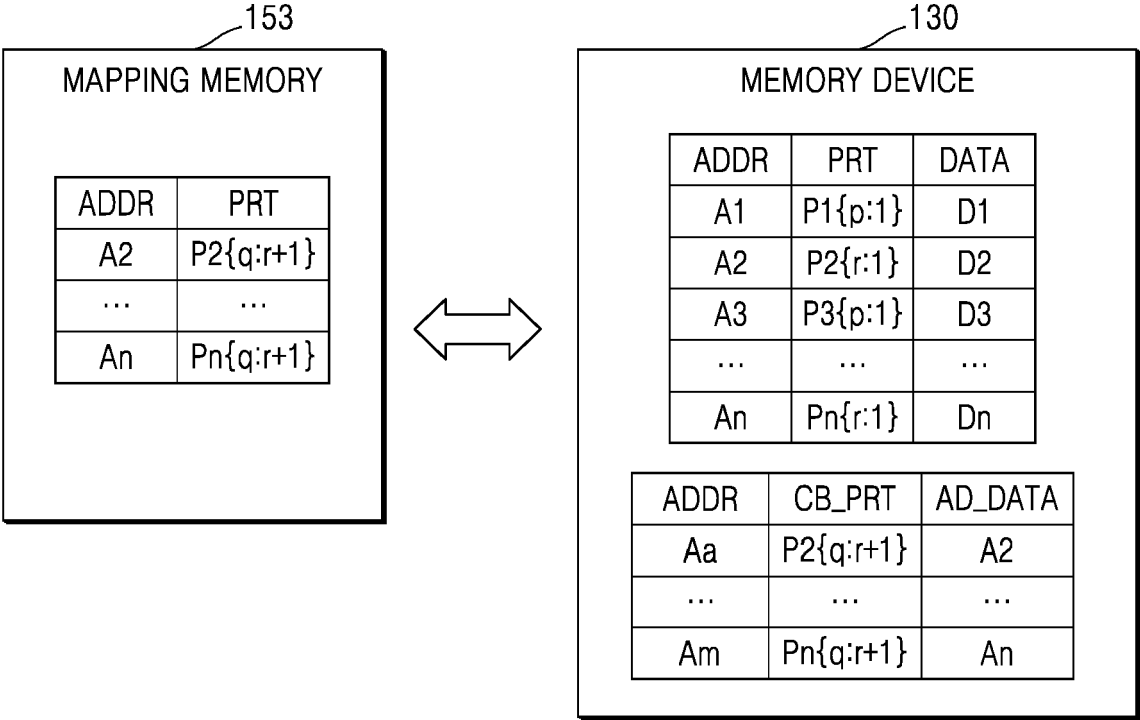 153
MAPPING MEMORY
ADDR PRT
A2 P2{q:r+1}
... ...
An Pn{q:r+1}
130
MEMORY DEVICE
ADDR PRT DATA
A1 P1{p:1} D1
A2 P2{r:1} D2
A3 P3{p:1} D3
... ... ...
An Pn{r:1} Dn
ADDR CB_PRT AD_DATA
Aa P2{q:r+1} A2
... ... ...
Am Pn{q:r+1} An